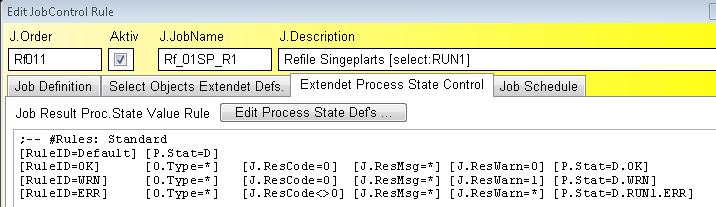 Edit JobControl Rule
J.Order Aktiv J.JobName J.Description
Rf011 Rf_01SP_R1 Refile Singeplarts [select:RUN1]
Job Definition Select Objects Extendet Defs. Extendet Process State Control Job Schedule
Job Result Proc.State Value Rule Edit Process State Def's ...
;-- #Rules: Standard
[RuleID=Default] [P.Stat=D]
[RuleID=OK] [O.Type=*] [J.ResCode=0] [J.ResMsg=*] [J.ResWarn=0] [P.Stat=D.OK]
[RuleID=WRN] [O.Type=*] [J.ResCode=0] [J.ResMsg=*] [J.ResWarn=1] [P.Stat=D.WRN]
[RuleID=ERR] [O.Type=*] [J.ResCode<>0] [J.ResMsg=*] [J.ResWarn=*] [P.Stat=D.RUN1.ERR]